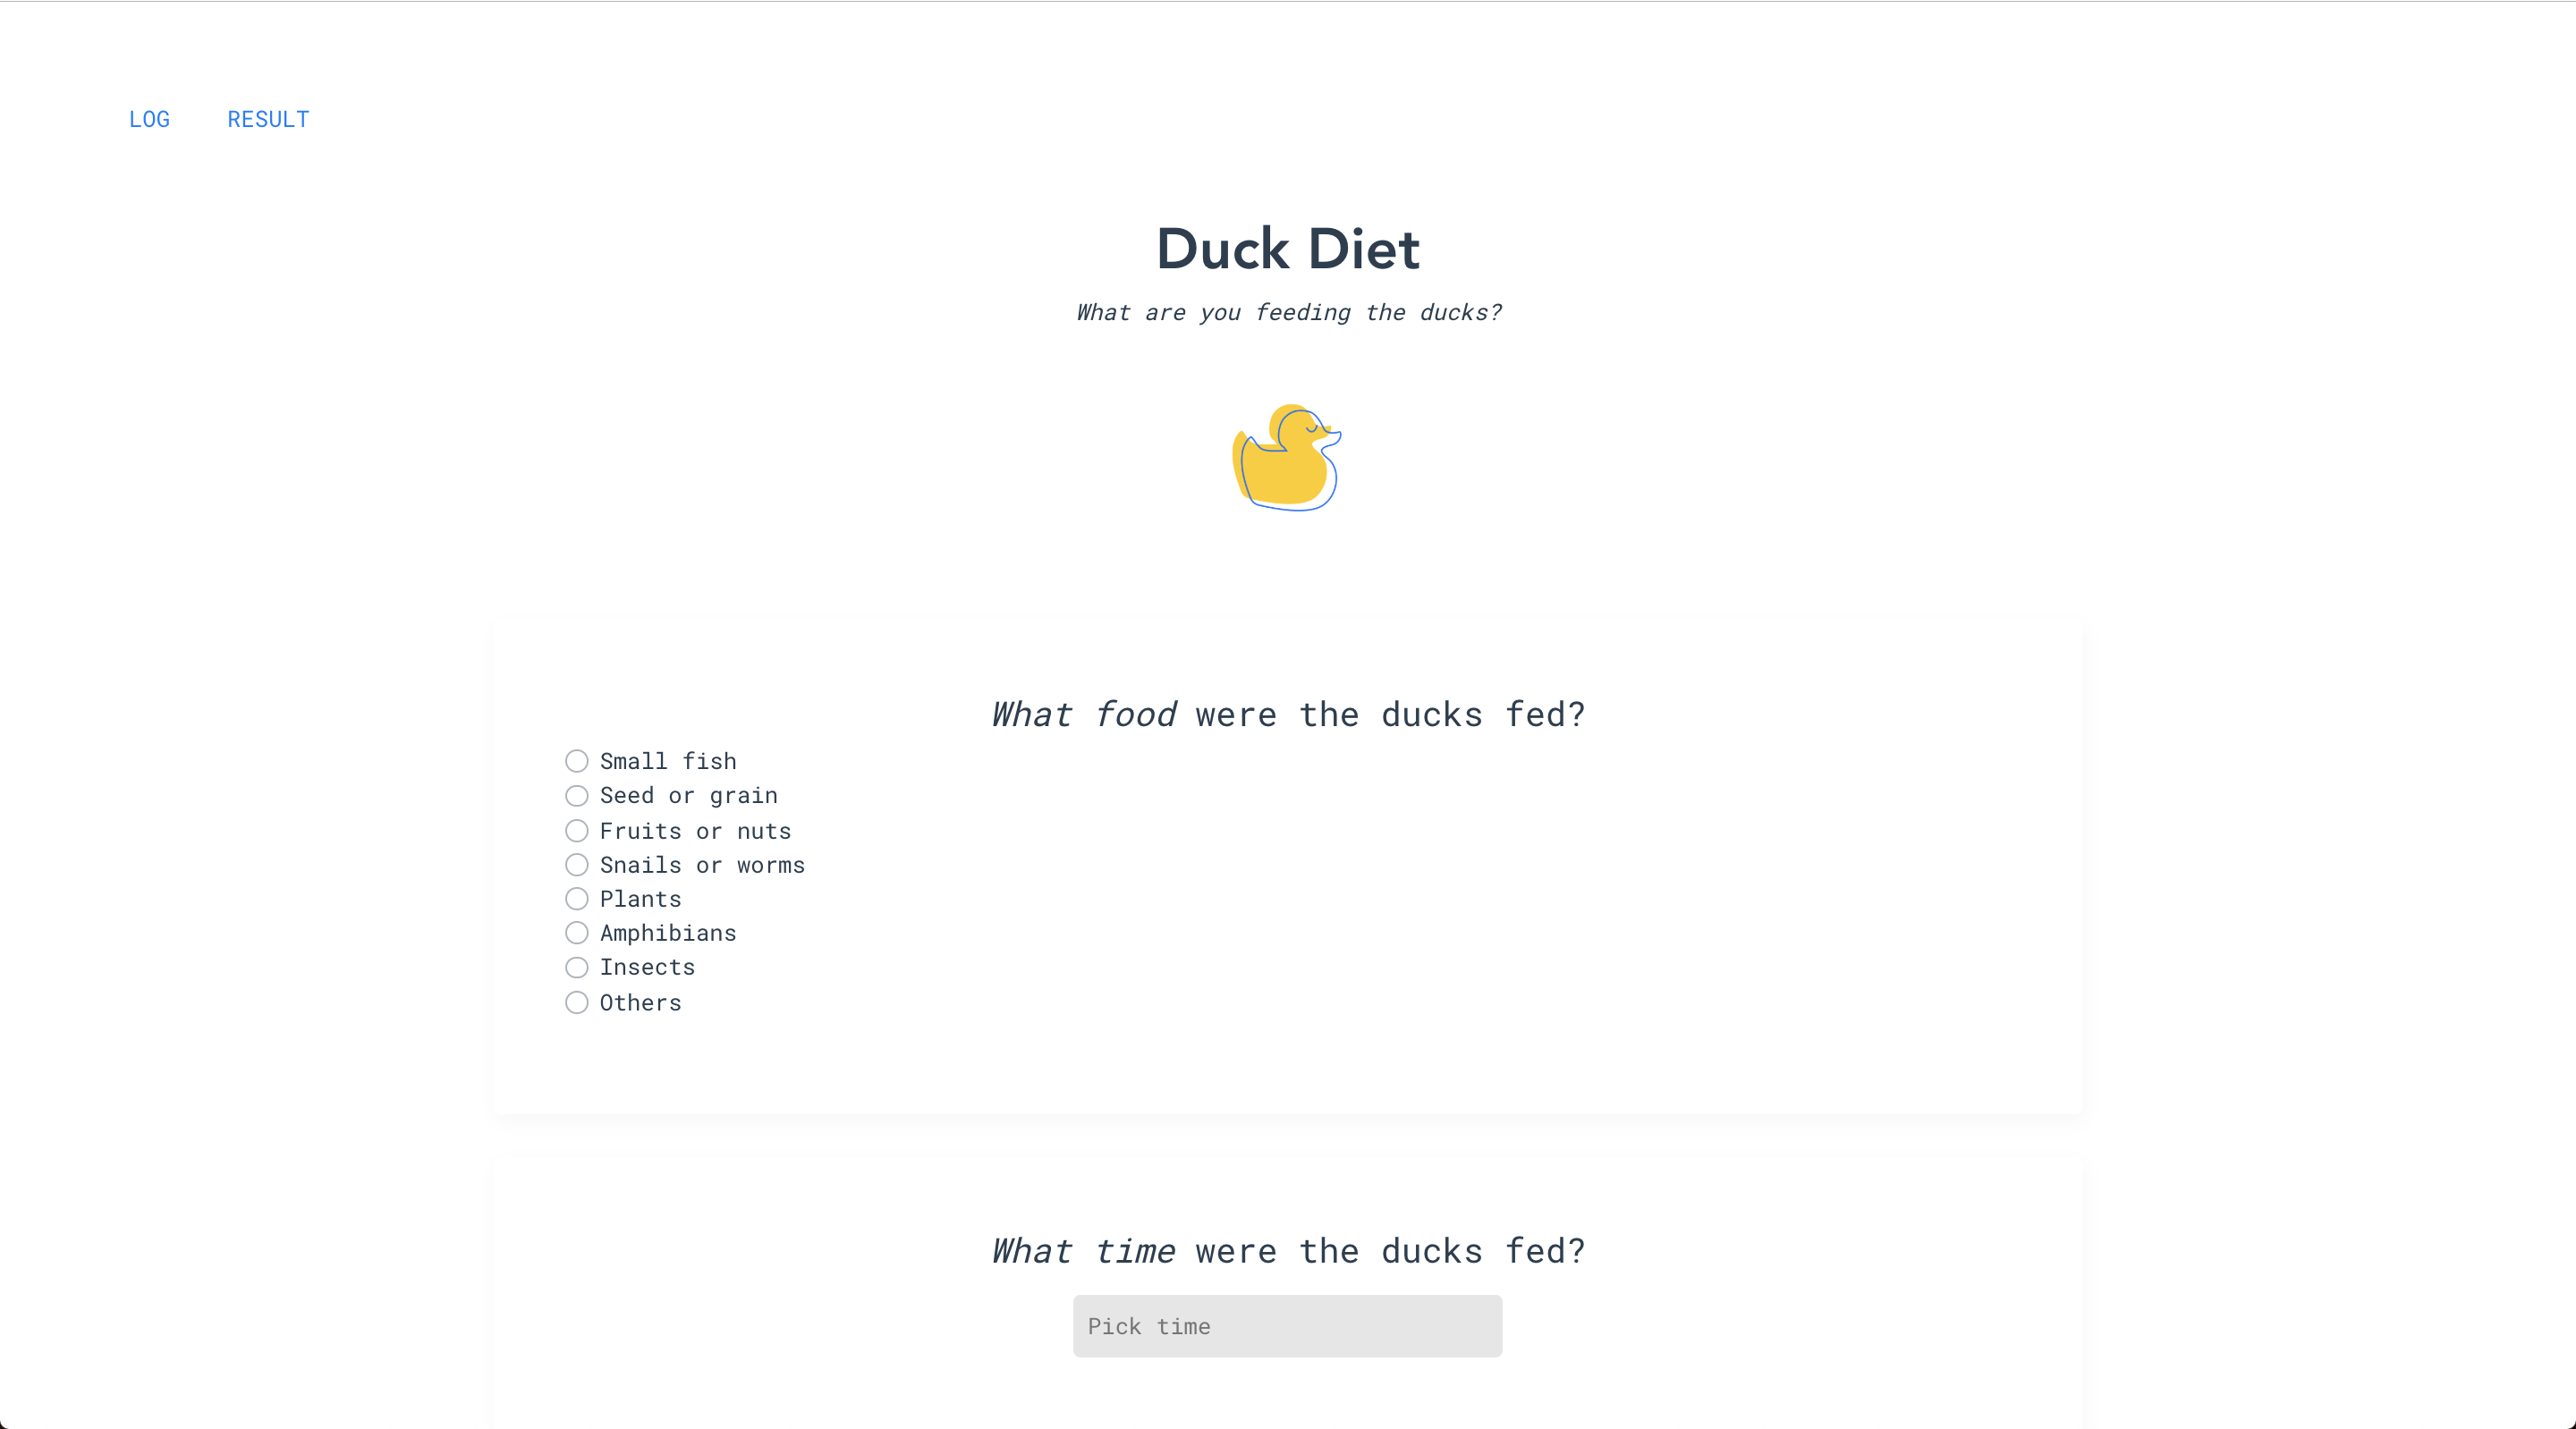 LOG RESULT
Duck Diet
What are you feeding the ducks?
What food were the ducks fed?
Small fish
Seed or grain
Fruits or nuts
Snails or worms
Plants
Amphibians
Insects
Others
What time were the ducks fed?
Pick time